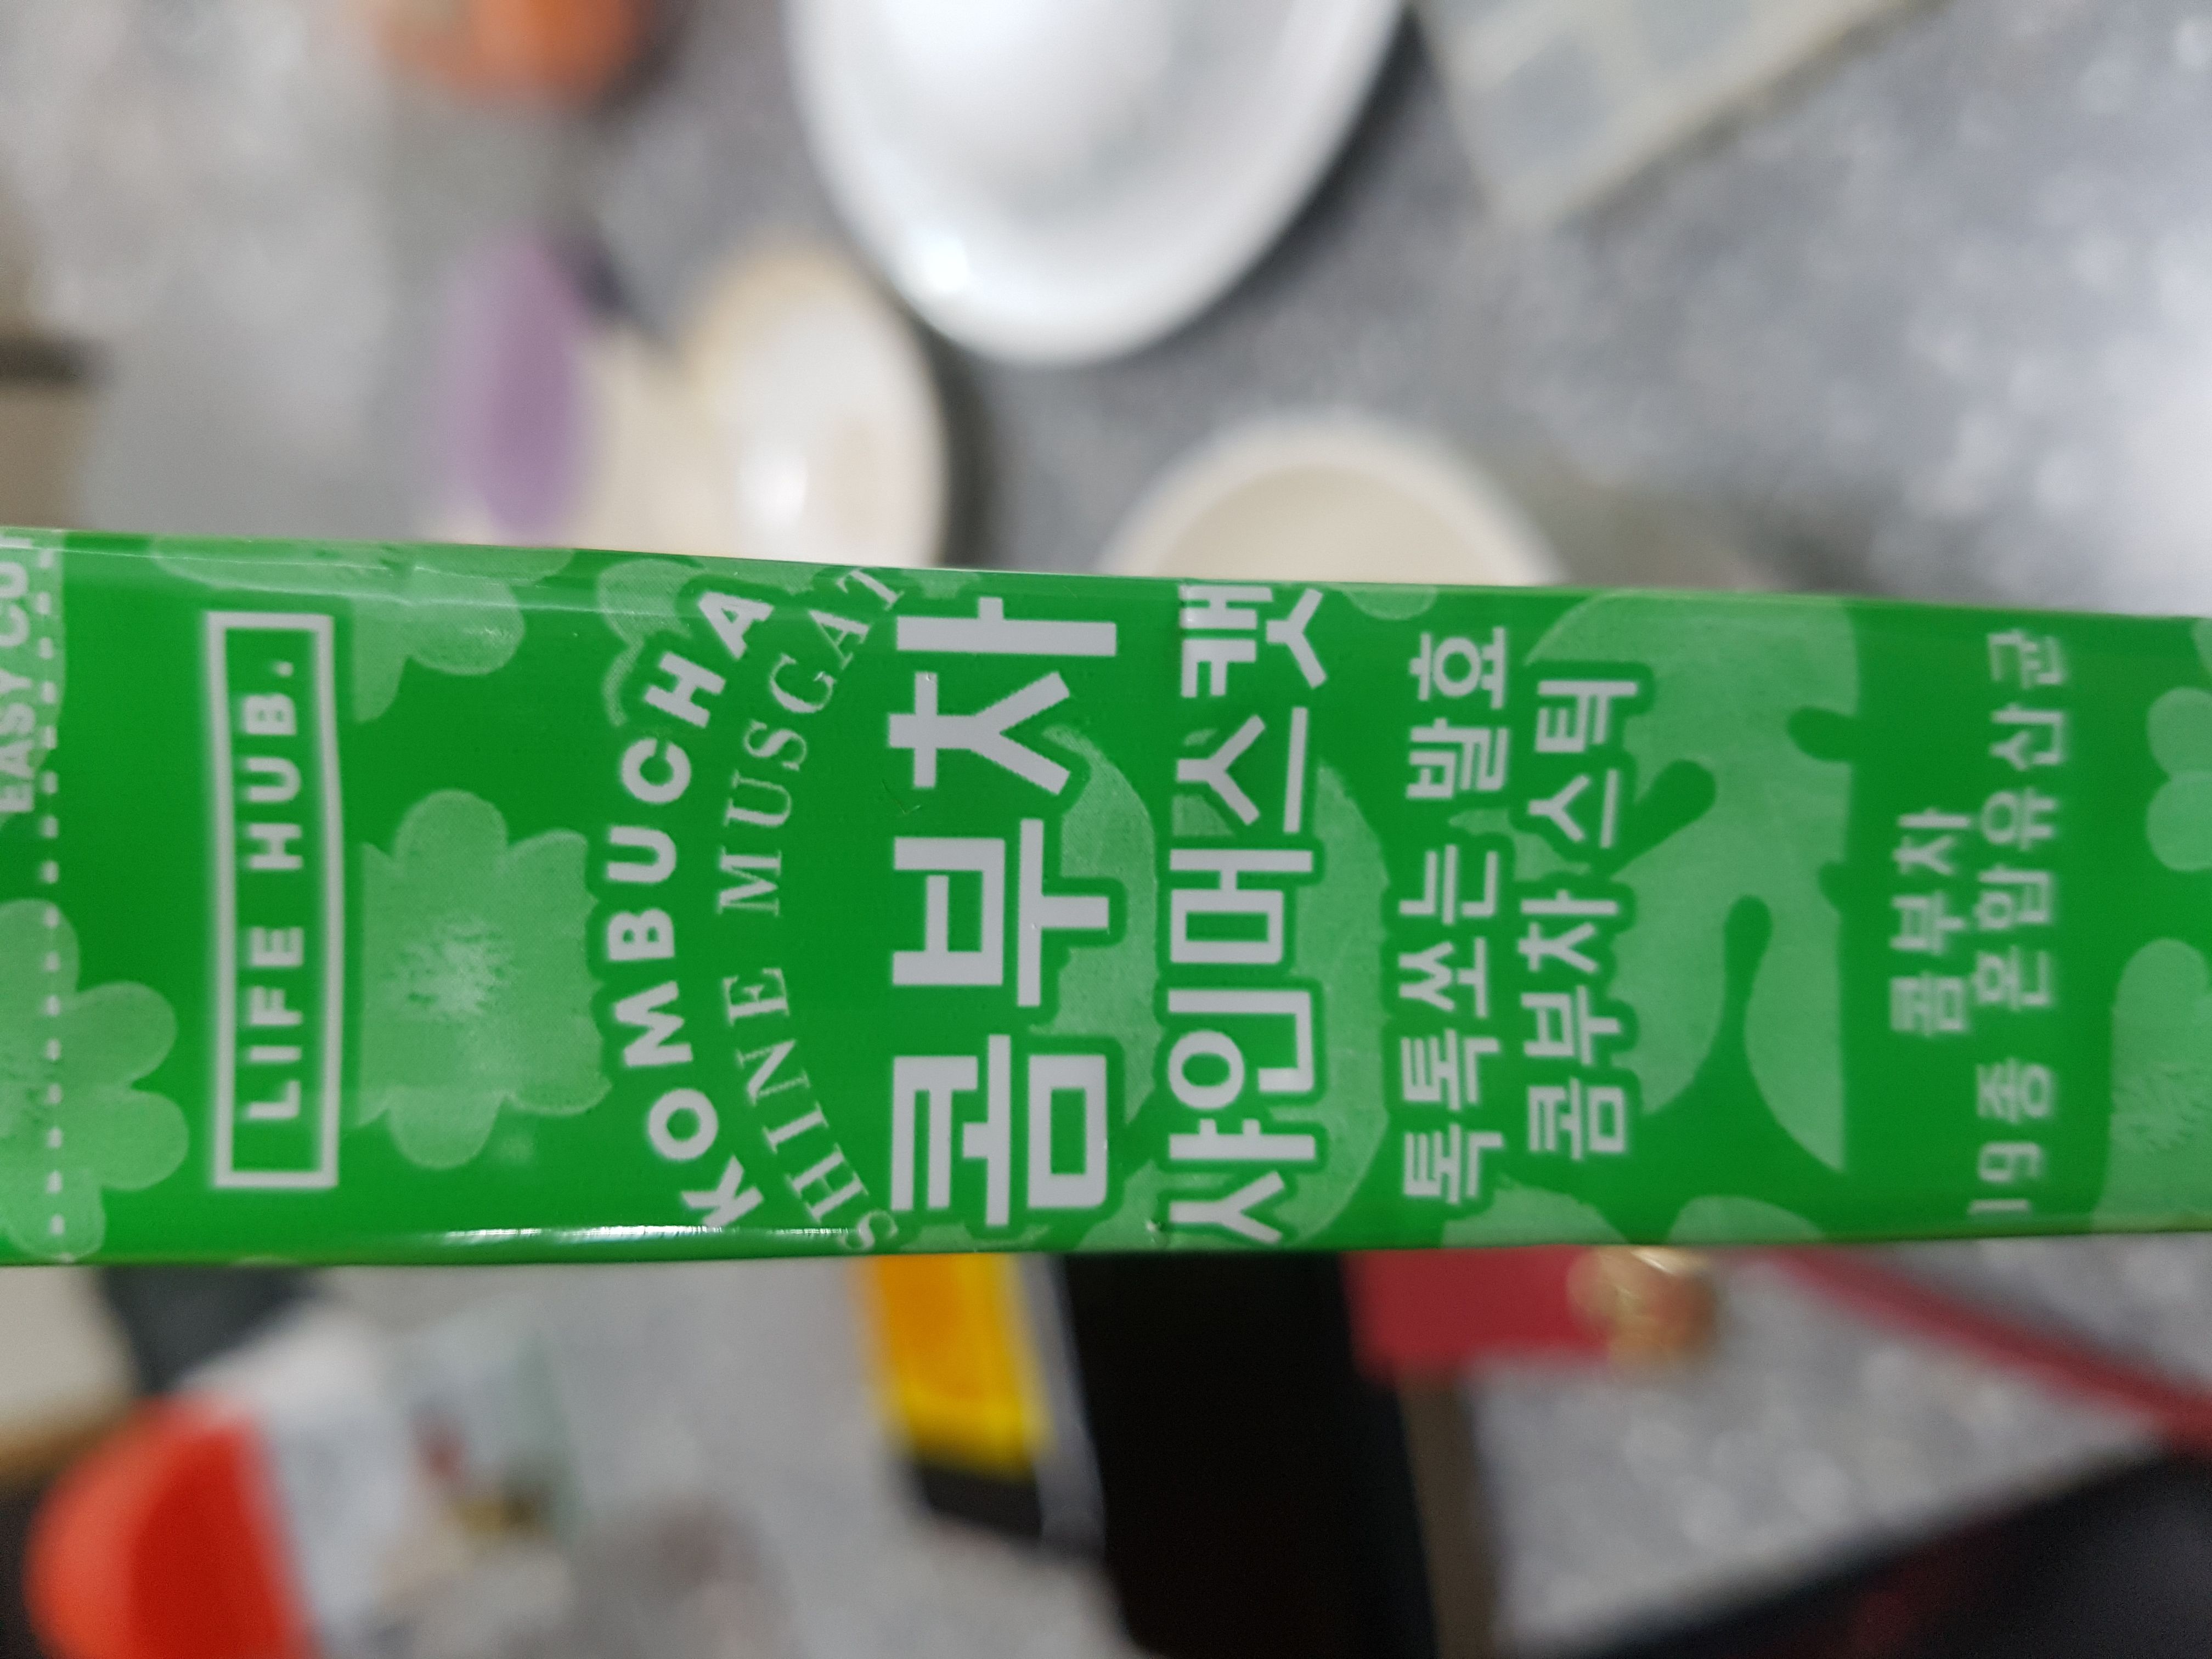 EASY CUT
LIFE HUB.
KOMBUCHA
SHINE MUSCAT
콤부차
샤인머스캣
톡톡쏘는 발효
콤부차스틱
콤부차
19종 혼합유산균